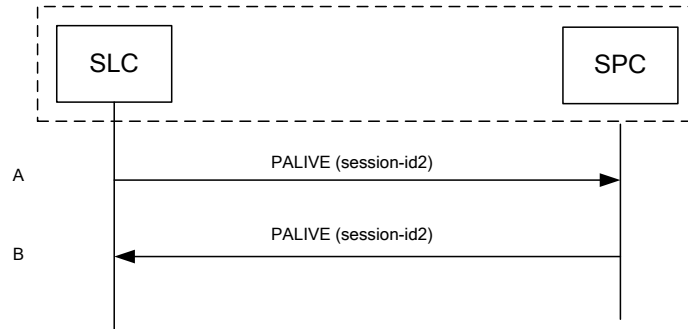 SLC
SPC
PALIVE (session-id2)
A
PALIVE (session-id2)
B